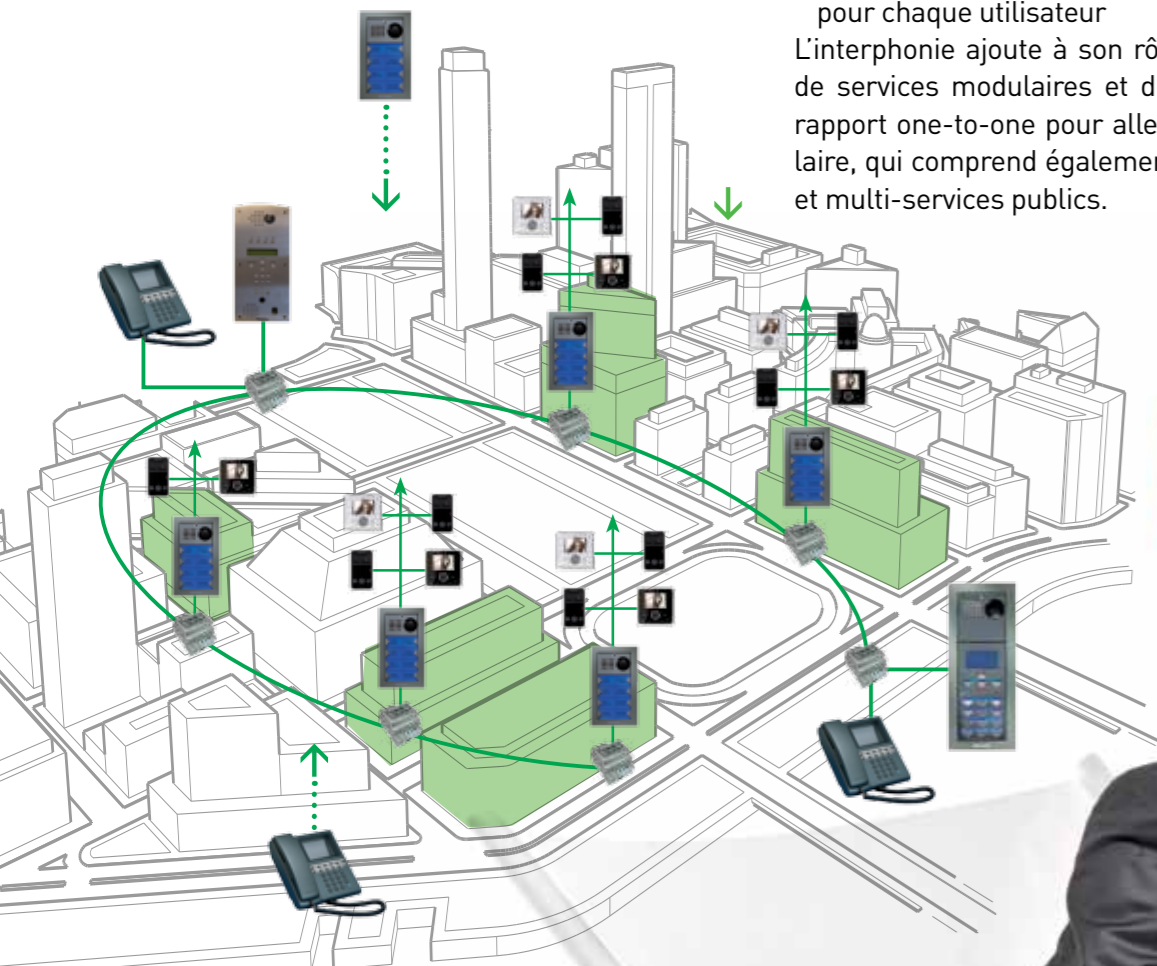 pour chaque utilisateur
L'interphonie ajoute à son rô
de services modulaires et d
rapport one-to-one pour alle
laire, qui comprend égalemen
et multi-services publics.